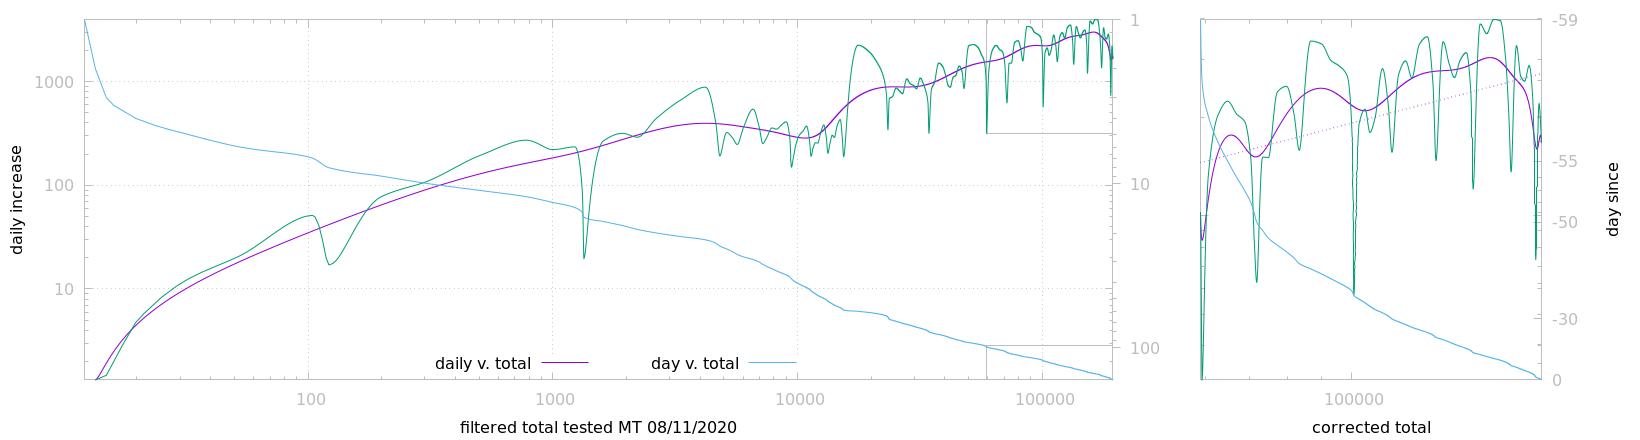 daily increase
1000
100
10
100
1000
10000
100000
filtered total tested MT 08/11/2020
daily v. total
day v. total
1
10
100
100000
corrected total
-59
-55
-50
-30
0
day since